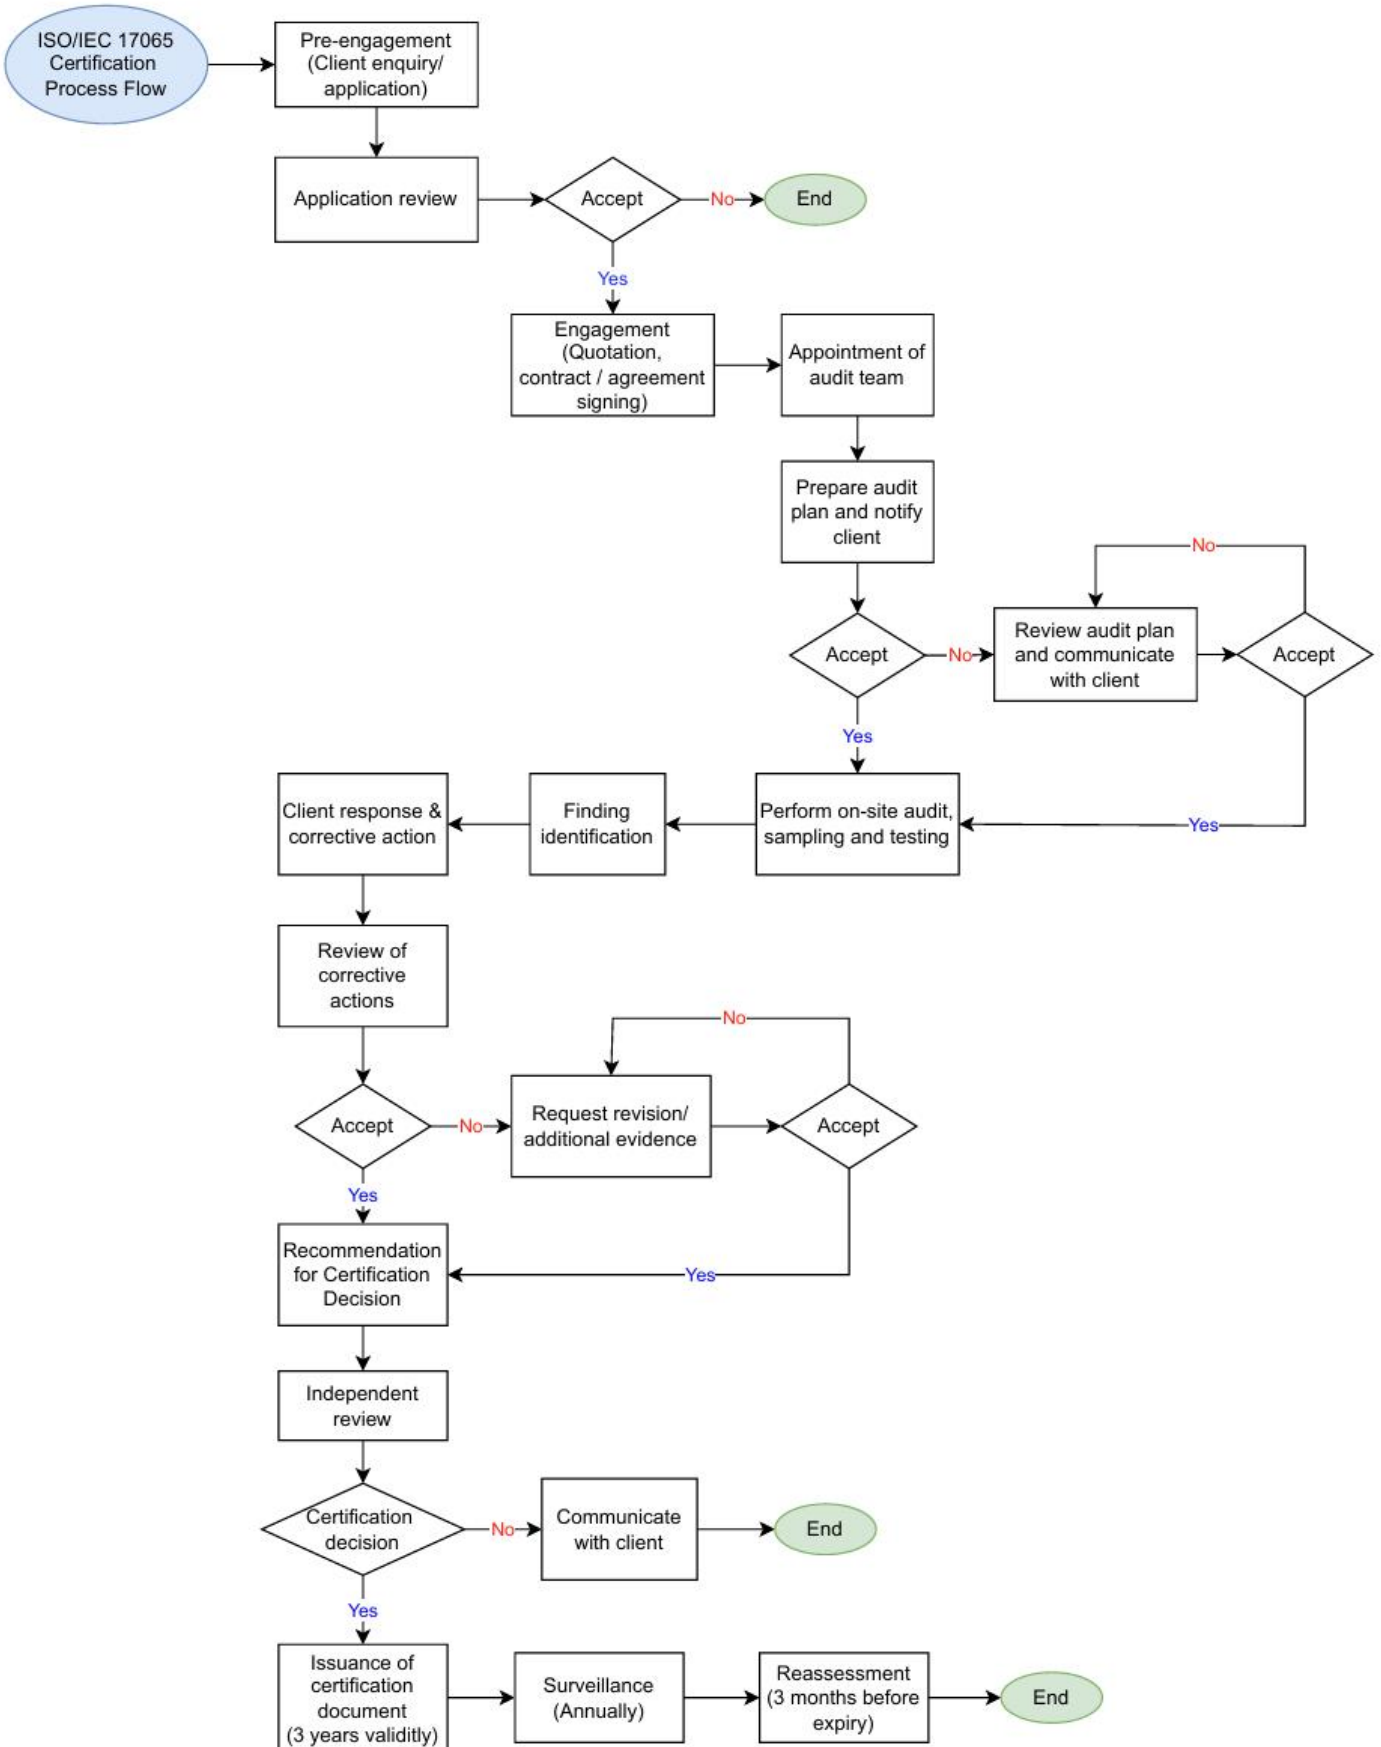 ISO/IEC 17065
Certification
Process Flow
Pre-engagement
(Client enquiry/
application)
Application review
Accept
No
End
Yes
Engagement
(Quotation,
contract / agreement
signing)
Appointment of
audit team
Prepare audit
plan and notify
client
No
Accept
No
Review audit plan
and communicate
with client
Accept
Yes
Client response &
corrective action
Finding
identification
Perform on-site audit,
sampling and testing
Yes
Review of
corrective
actions
No
Accept
No
Request revision/
additional evidence
Accept
Yes
Recommendation
for Certification
Decision
Yes
Independent
review
Certification
decision
No
Communicate
with client
End
Yes
Issuance of
certification
document
(3 years validitly)
Surveillance
(Annually)
Reassessment
(3 months before
expiry)
End